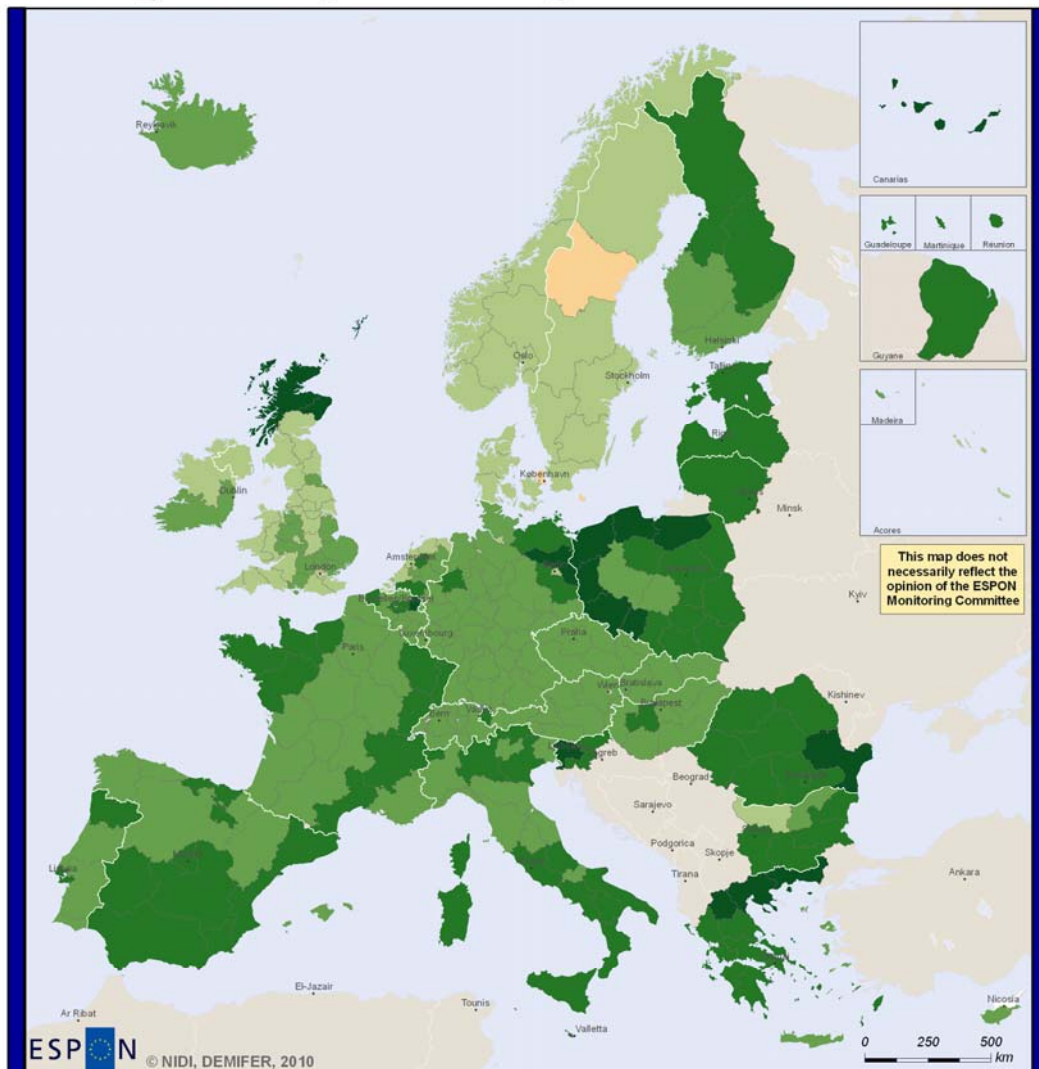 Reykjavik
Canarias
Guadeloupe
Martinique
Reunion
Guyane
Helsinki
Oslo
Tallinn
Stockholm
Madeira
Riga
København
Dublin
Minsk
Acores
Amsterdam
London
This map does not
necessarily reflect the
opinion of the ESPON
Monitoring Committee
Kyiv
Luxembourg
Praha
Paris
Wien
Bratislava
Kishinev
Bern
Vaduz
Budapest
Zagreb
Beograd
Sarajevo
Podgorica
Skopje
Tirana
Ankara
Lisboa
El-Jazair
Tounis
Nicosia
Ar Ribat
Valletta
ESPON
© NIDI, DEMIFER, 2010
0 250 500
km